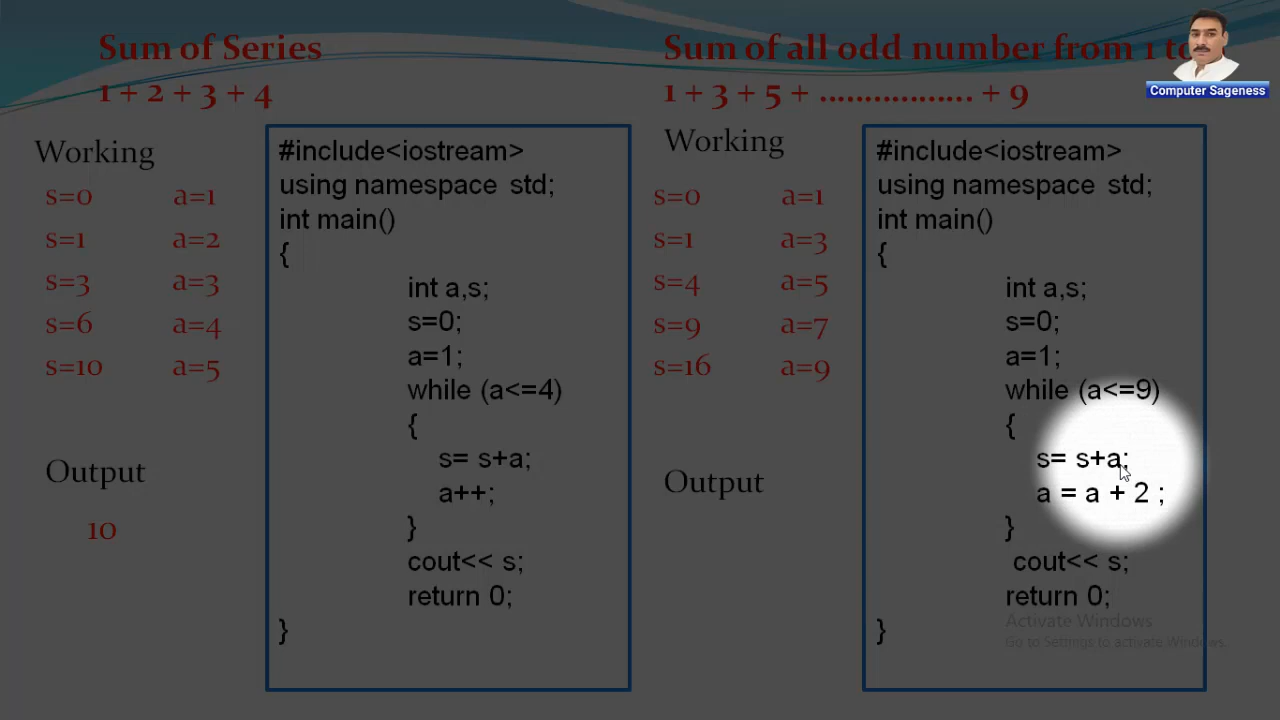 Sum of Series
1 + 2 + 3 + 4
Working
s=0 a=1
s=1 a=2
s=3 a=3
s=6 a=4
s=10 a=5
Output
10
#include<iostream>
using namespace std;
int main()
{
int a,s;
s=0;
a=1;
while (a<=4)
{
s= s+a;
a++;
}
cout<< s;
return 0;
}
Sum of all odd number from 1 to
1 + 3 + 5 + ................. + 9
Working
s=0 a=1
s=1 a=3
s=4 a=5
s=9 a=7
s=16 a=9
Output
#include<iostream>
using namespace std;
int main()
{
int a,s;
s=0;
a=1;
while (a<=9)
{
s= s+a;
a = a + 2 ;
}
cout<< s;
return 0;
}
Computer Sageness
Activate Windows
Go to Settings to activate Windows.